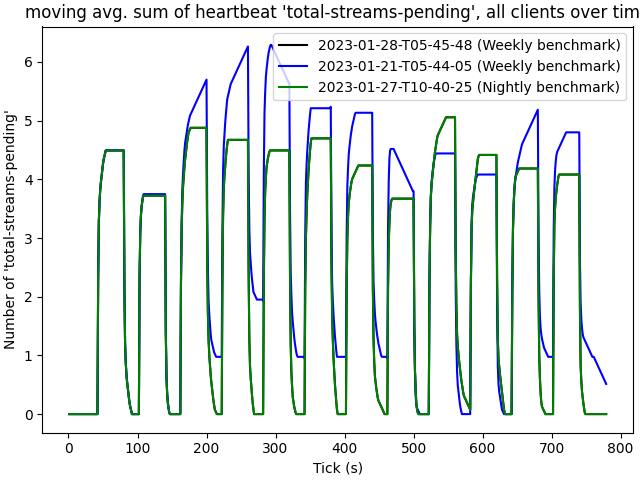 moving avg. sum of heartbeat 'total-streams-pending', all clients over tim
2023-01-28-T05-45-48 (Weekly benchmark)
2023-01-21-T05-44-05 (Weekly benchmark)
2023-01-27-T10-40-25 (Nightly benchmark)
Number of 'total-streams-pending'
6
5
4
3
2
1
0
0 100 200 300 400 500 600 700 800
Tick (s)